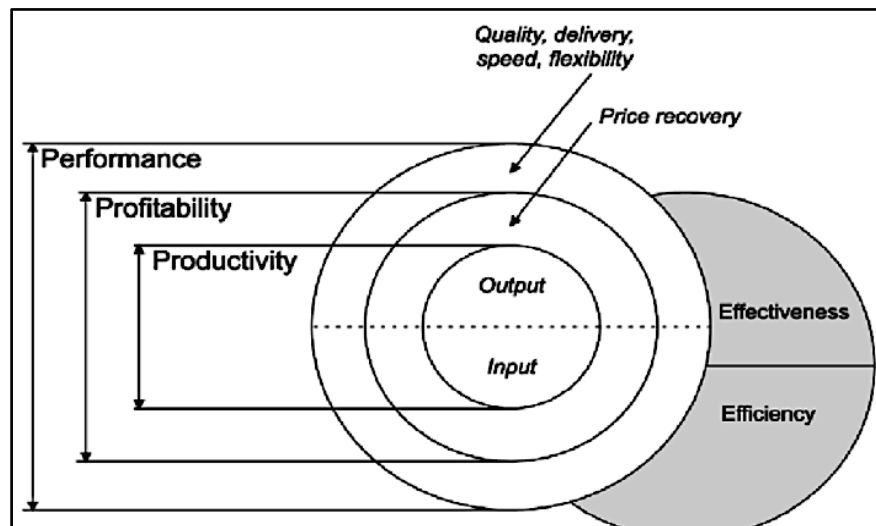 Quality, delivery,
speed, flexibility
Price recovery
Performance
Profitability
Productivity
Output
Input
Effectiveness
Efficiency